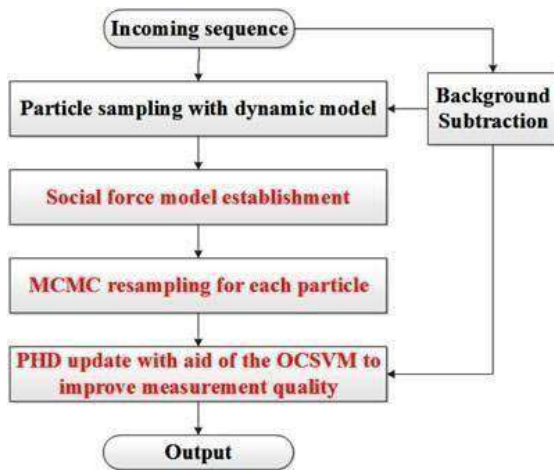 Incoming sequence
Particle sampling with dynamic model
Background
Subtraction
Social force model establishment
MCMC resampling for each particle
PHD update with aid of the OCSVM to
improve measurement quality
Output